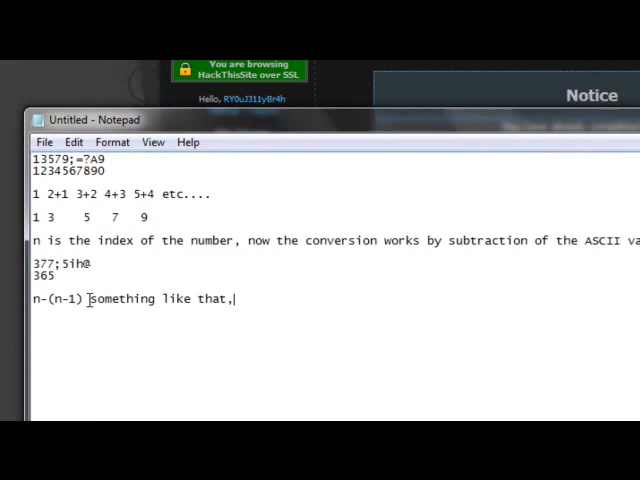 You are browsing
HackThisSite over SSL
Hello, RY0uJ311yBr4h
Notice
Untitled - Notepad
File Edit Format View Help
13579;=?A9
1234567890
1 2+1 3+2 4+3 5+4 etc....
1 3 5 7 9
n is the index of the number, now the conversion works by subtraction of the ASCII va
377;5ih@
365
n-(n-1) something like that,